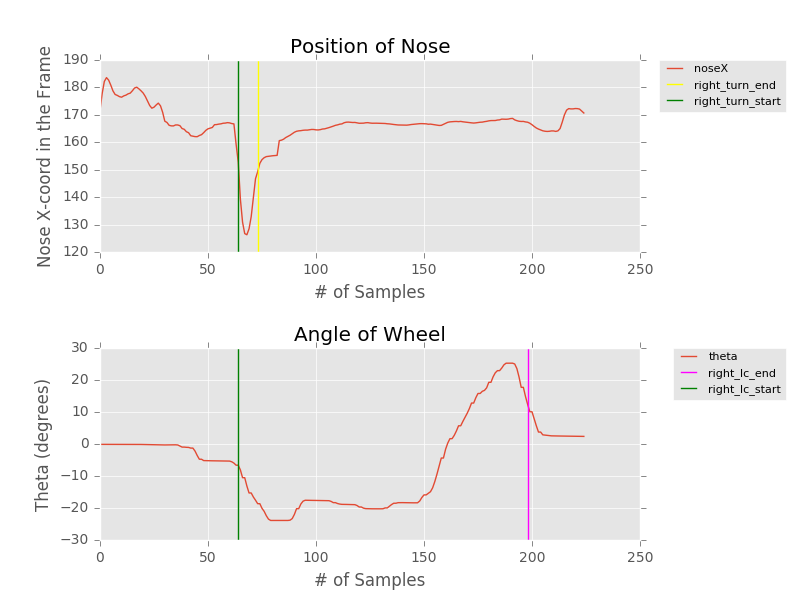 Position of Nose
190
180
170
160
150
140
130
120
Nose X-coord in the Frame
0 50 100 150 200 250
# of Samples
noseX
right_turn_end
right_turn_start
Angle of Wheel
30
20
10
0
−10
−20
−30
Theta (degrees)
0 50 100 150 200 250
# of Samples
theta
right_lc_end
right_lc_start